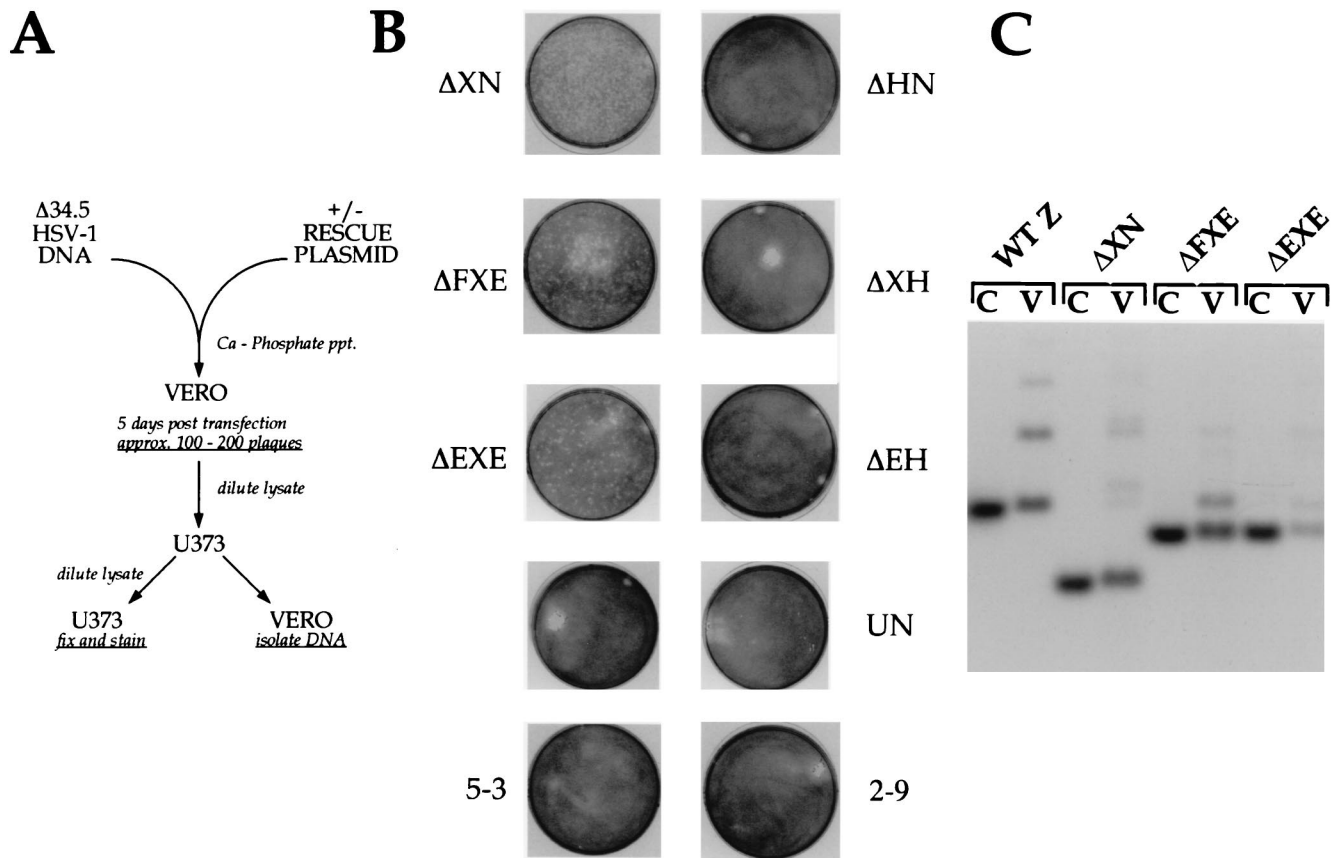 A
Δ34.5
HSV-1
DNA
+/-
RESCUE
PLASMID
Ca - Phosphate ppt.
VERO
5 days post transfection
approx. 100 - 200 plaques
dilute lysate
U373
dilute lysate
U373
fix and stain
VERO
isolate DNA
B
ΔXN
ΔHN
ΔFXE
ΔXH
ΔEXE
ΔEH
UN
5-3
2-9
C
WT Z
ΔXN
ΔFXE
ΔEXE
C V C V C V C V